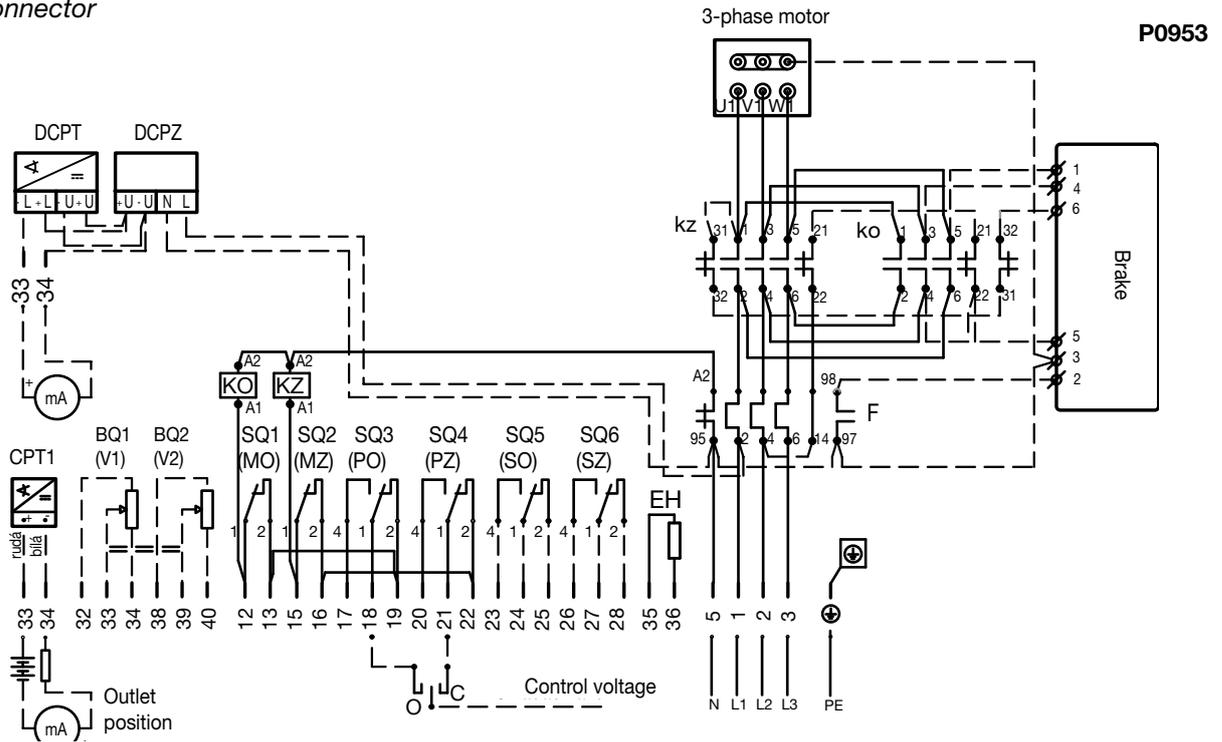 onnector
3-phase motor
P0953
U1 V1 W1
DCPT DCPZ
- L + L - U + U + U - U N L
1
4
6
kz 31 1 3 5 21 ko 1 3 5 21 32
Brake
32 2 4 6 22 2 4 6 22 31
33 34
5
3
2
A2 A2
KO KZ
A1 A1
A2 98
F
+ mA
95 2 4 6 14 97
CPT1
BQ1 (V1)
BQ2 (V2)
SQ1 (MO)
SQ2 (MZ)
SQ3 (PO)
SQ4 (PZ)
SQ5 (SO)
SQ6 (SZ)
EH
+ -
rudá
bílá
1 2 1 2 4 1 2 4 1 2 4 1 2 4 1 2
33 34 32 33 34 38 39 40 12 13 15 16 17 18 19 20 21 22 23 24 25 26 27 28 35 36 5 1 2 3
O C Control voltage
N L1 L2 L3 PE
Outlet
position
mA